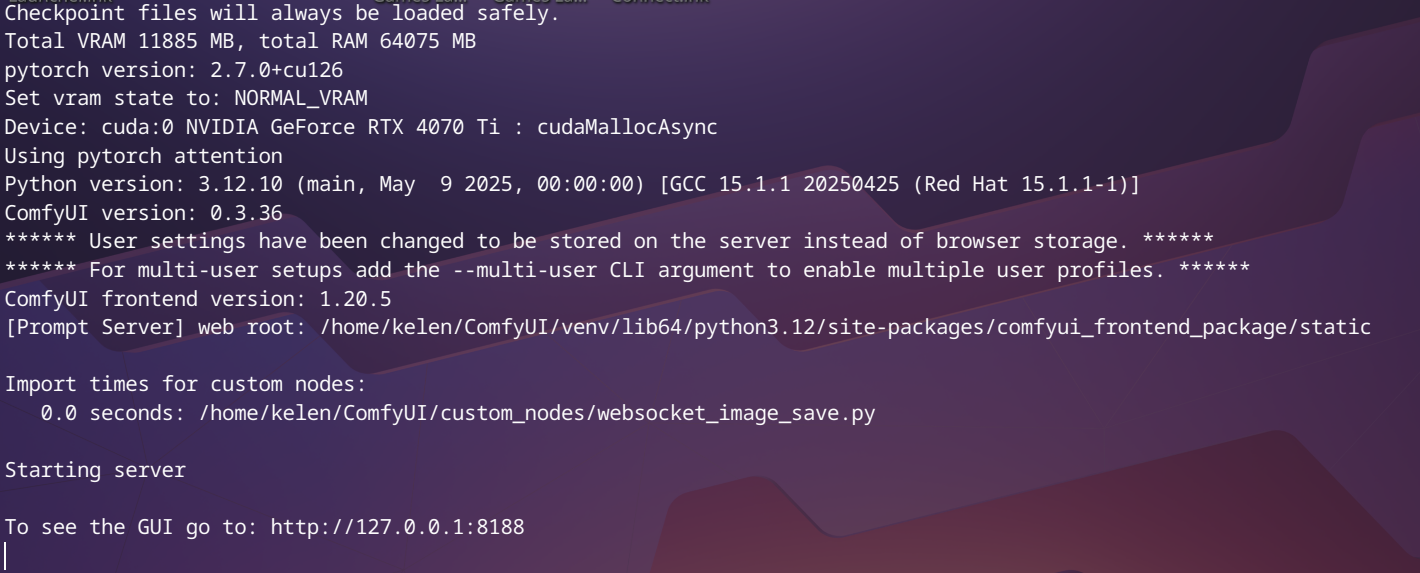 Checkpoint files will always be loaded safely.
Total VRAM 11885 MB, total RAM 64075 MB
pytorch version: 2.7.0+cu126
Set vram state to: NORMAL_VRAM
Device: cuda:0 NVIDIA GeForce RTX 4070 Ti : cudaMallocAsync
Using pytorch attention
Python version: 3.12.10 (main, May  9 2025, 00:00:00) [GCC 15.1.1 20250425 (Red Hat 15.1.1-1)]
ComfyUI version: 0.3.36
****** User settings have been changed to be stored on the server instead of browser storage. ******
****** For multi-user setups add the --multi-user CLI argument to enable multiple user profiles. ******
ComfyUI frontend version: 1.20.5
[Prompt Server] web root: /home/kelen/ComfyUI/venv/lib64/python3.12/site-packages/comfyui_frontend_package/static
Import times for custom nodes:
   0.0 seconds: /home/kelen/ComfyUI/custom_nodes/websocket_image_save.py
Starting server
To see the GUI go to: http://127.0.0.1:8188